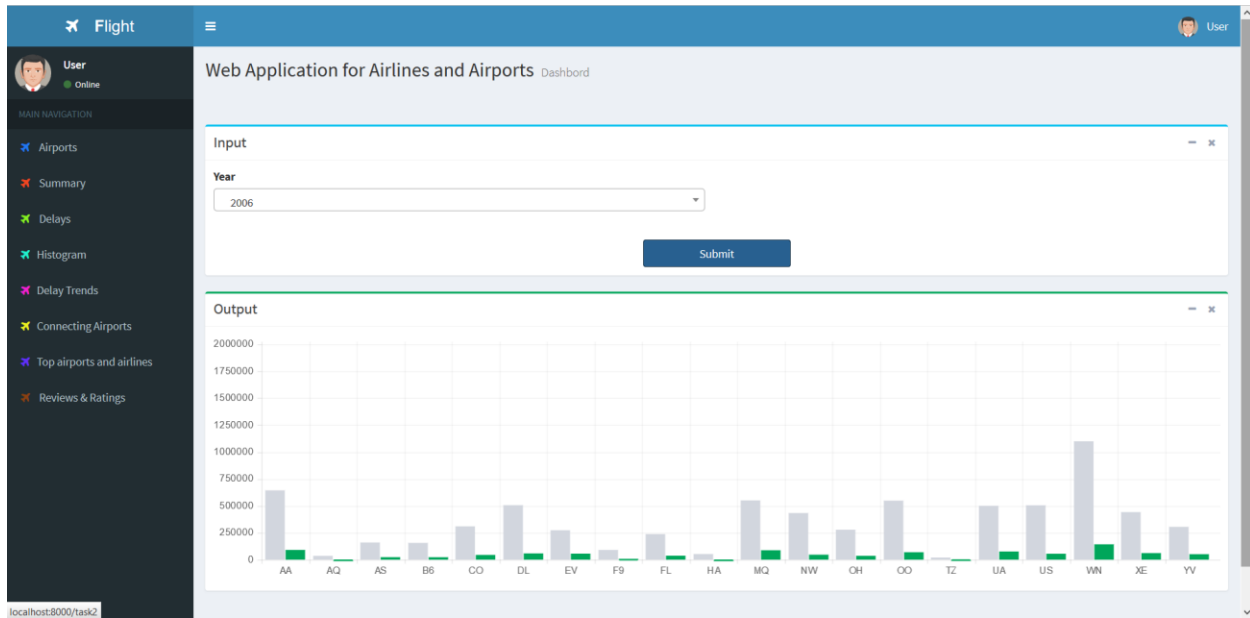 Flight
User
User
Online
MAIN NAVIGATION
Airports
Summary
Delays
Histogram
Delay Trends
Connecting Airports
Top airports and airlines
Reviews & Ratings
Web Application for Airlines and Airports Dashbord
Input
Year
2006
Submit
Output
2000000
1750000
1500000
1250000
1000000
750000
500000
250000
0
AA AQ AS B6 CO DL EV F9 FL HA MQ NW OH OO TZ UA US WN XE YV
localhost:8000/task2